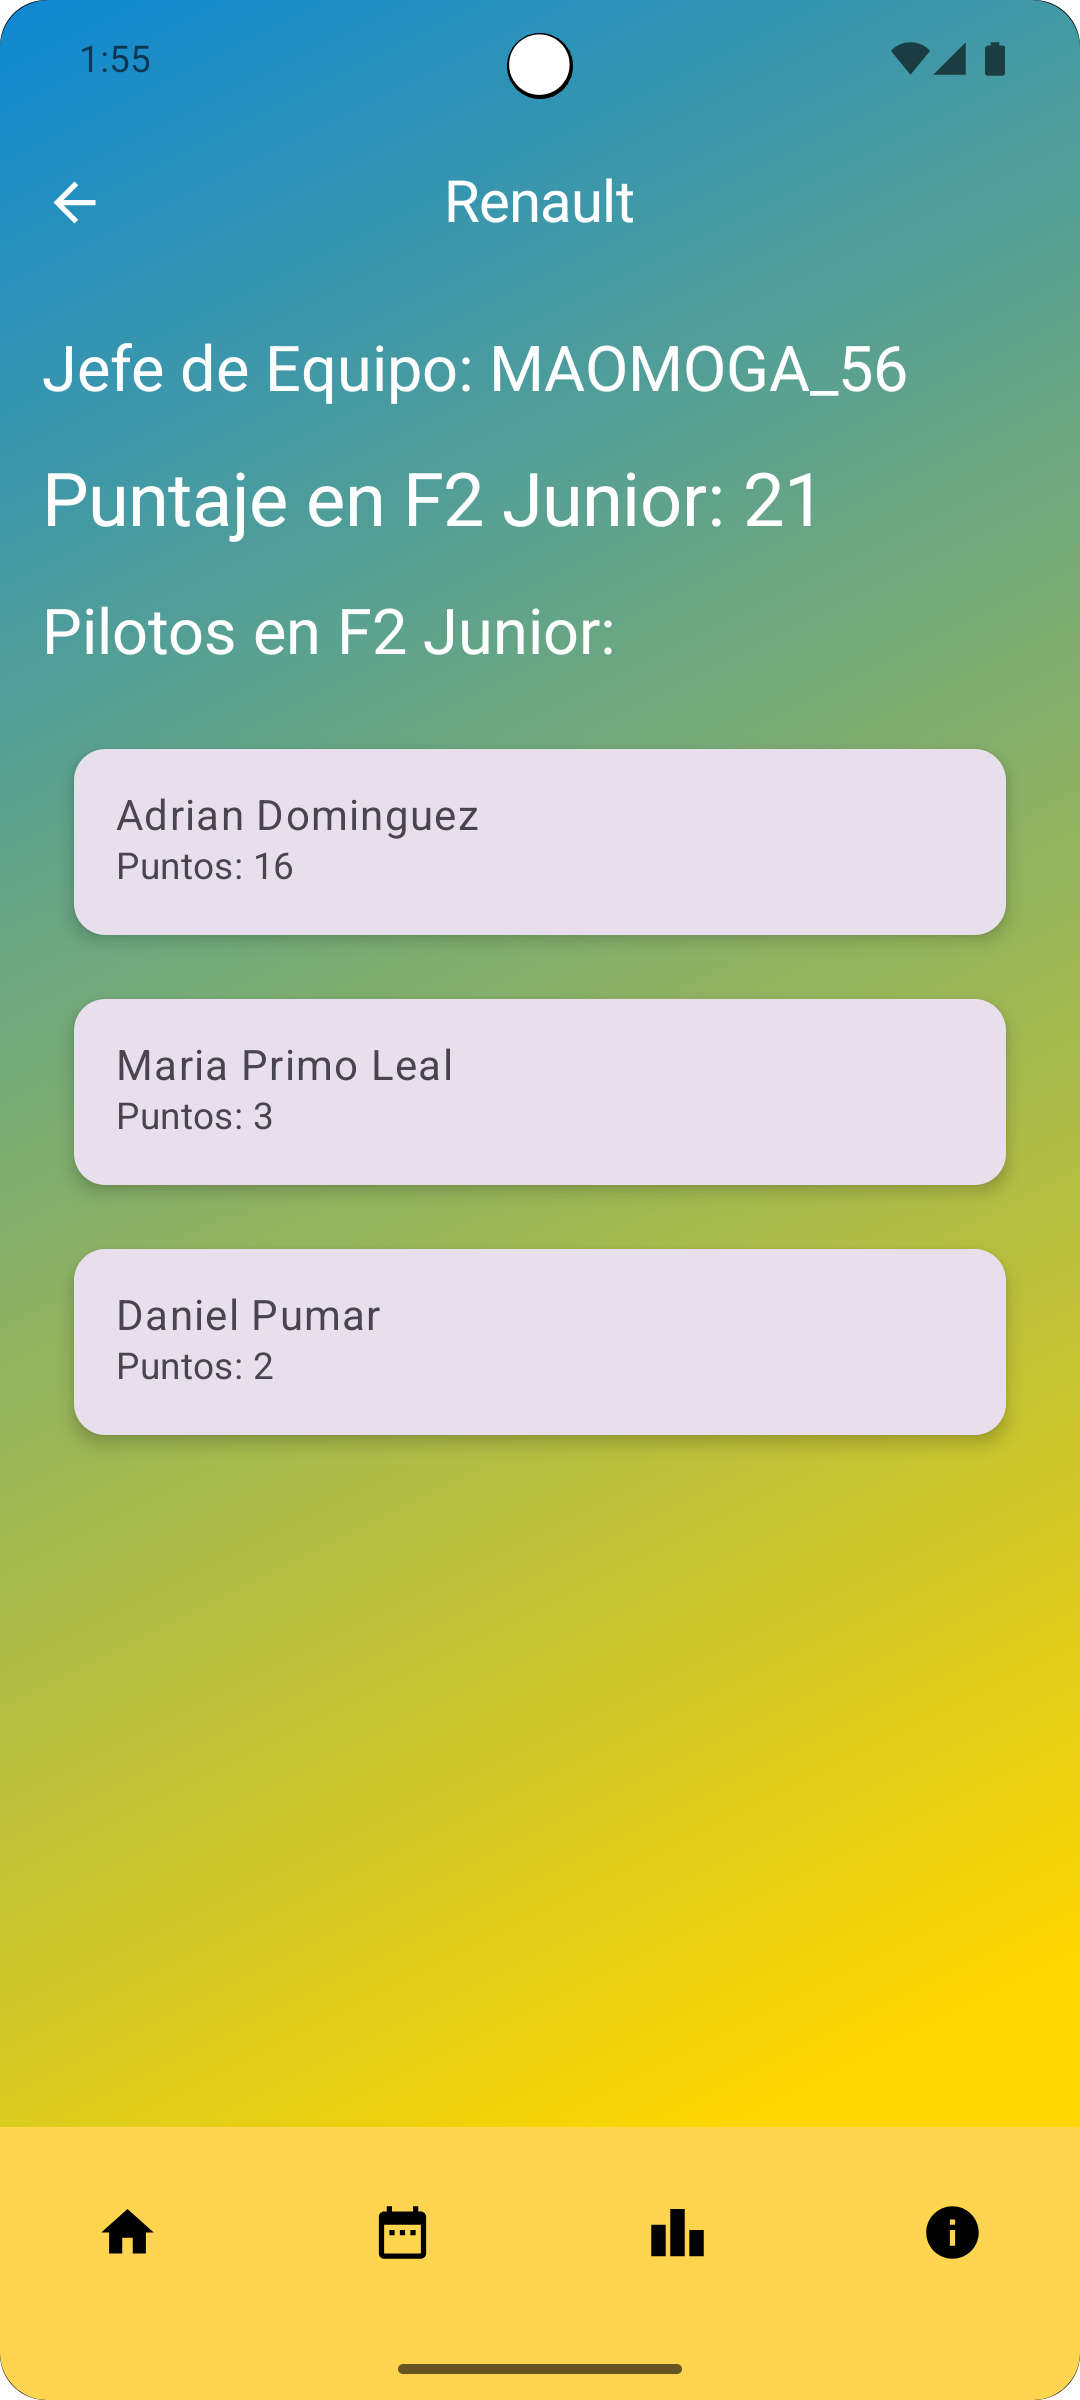 1:55
Renault
Jefe de Equipo: MAOMOGA_56
Puntaje en F2 Junior: 21
Pilotos en F2 Junior:
Adrian Dominguez
Puntos: 16
Maria Primo Leal
Puntos: 3
Daniel Pumar
Puntos: 2